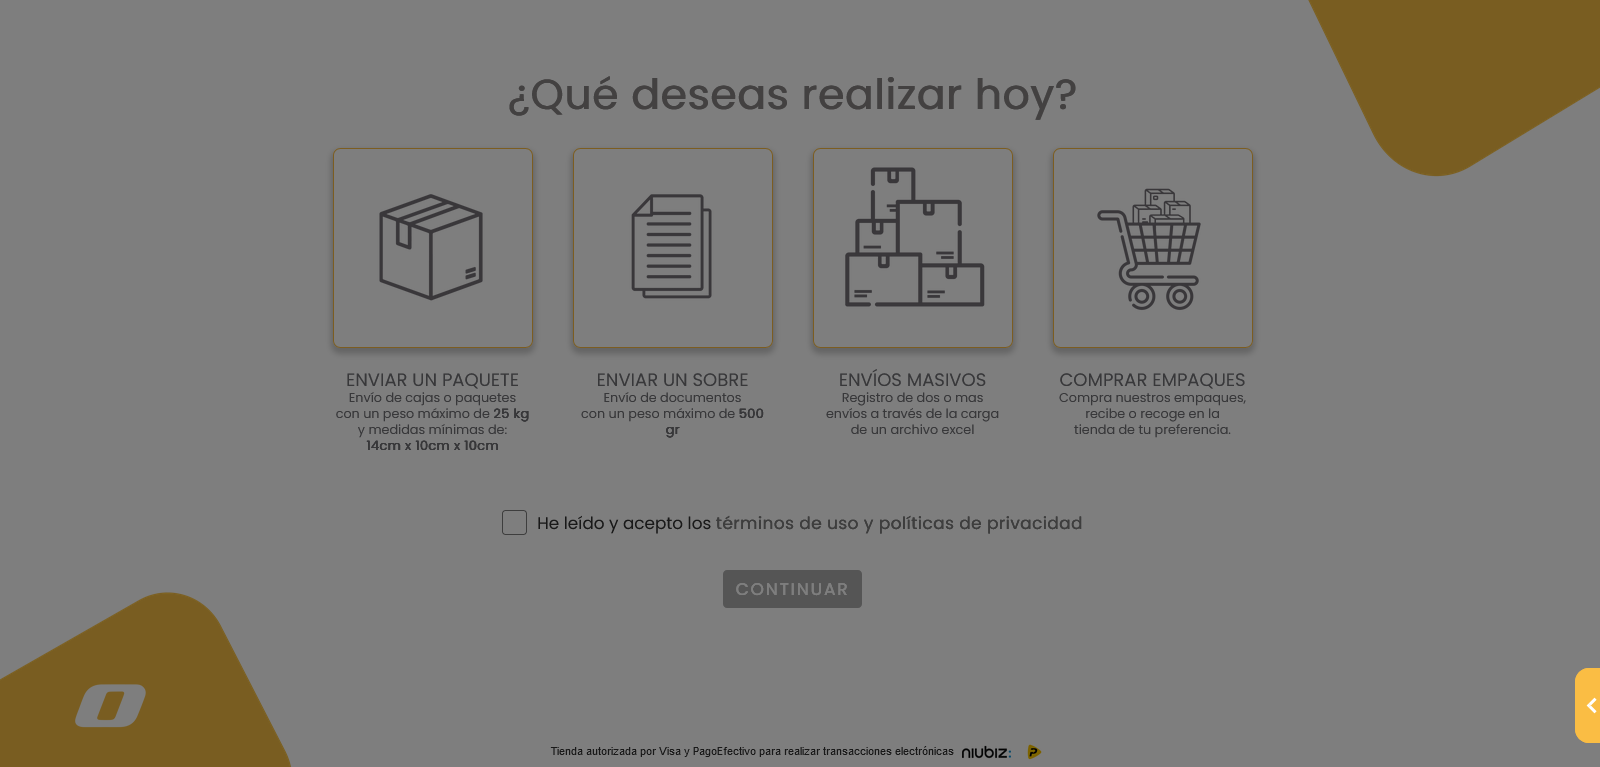 ¿Qué deseas realizar hoy?
ENVIAR UN PAQUETE
Envío de cajas o paquetes
con un peso máximo de 25 kg
y medidas mínimas de:
14cm x 10cm x 10cm
ENVIAR UN SOBRE
Envío de documentos
con un peso máximo de 500
gr
ENVÍOS MASIVOS
Registro de dos o mas
envíos a través de la carga
de un archivo excel
COMPRAR EMPAQUES
Compra nuestros empaques,
recibe o recoge en la
tienda de tu preferencia.
He leído y acepto los términos de uso y políticas de privacidad
CONTINUAR
Tienda autorizada por Visa y PagoEfectivo para realizar transacciones electrónicas niubiz: